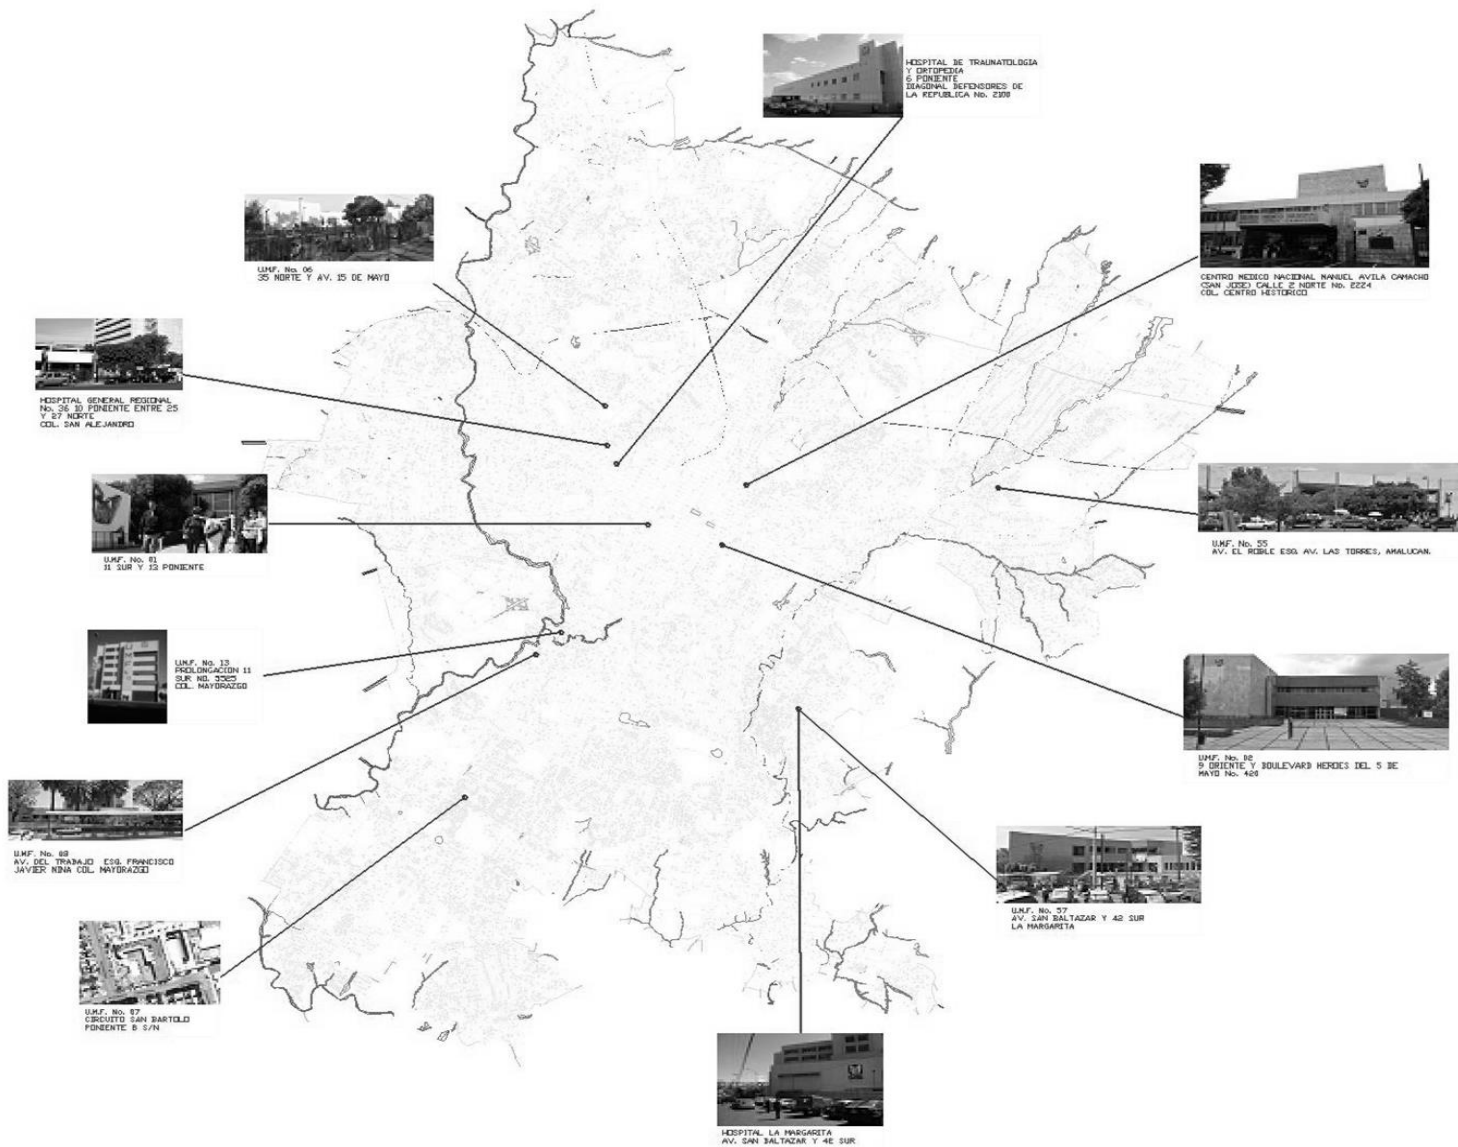 HOSPITAL DE TRAUNATOLOGIA
Y ORTOPEDIA
6 PONIENTE
DIAGONAL DEFENSORES DE
LA REPUBLICA No. 2100
CENTRO MEDICO NACIONAL MANUEL AVILA CAMACHO
(SAN JOSE) CALLE 2 NORTE No. 2224
COL. CENTRO HISTORICO
U.M.F. No. 06
35 NORTE Y AV. 15 DE MAYO
HOSPITAL GENERAL REGIONAL
No. 36 10 PONIENTE ENTRE 25
Y 27 NORTE
COL. SAN ALEJANDRO
U.M.F. No. 55
AV. EL ROBLE ESQ. AV. LAS TORRES, AMALUCAN.
U.M.F. No. 01
11 SUR Y 13 PONIENTE
U.M.F. No. 13
PROLONGACION 11
SUR NO. 5525
COL. MAYORAZGO
U.M.F. No. 02
9 ORIENTE Y BOULEVARD HEROES DEL 5 DE
MAYO No. 420
U.M.F. No. 08
AV. DEL TRABAJO ESQ. FRANCISCO
JAVIER MINA COL. MAYORAZGO
U.M.F. No. 57
AV. SAN BALTAZAR Y 42 SUR
LA MARGARITA
U.M.F. No. 07
CIRCUITO SAN BARTOLO
PONIENTE B S/N
HOSPITAL LA MARGARITA
AV. SAN BALTAZAR Y 4E SUR